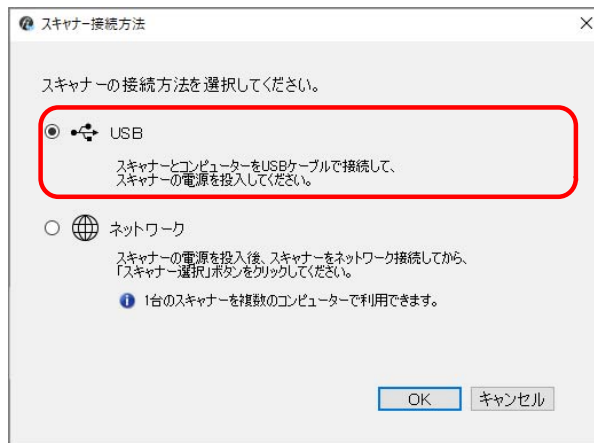 スキャナー接続方法
スキャナーの接続方法を選択してください。
USB
スキャナーとコンピューターをUSBケーブルで接続して、
スキャナーの電源を投入してください。
ネットワーク
スキャナーの電源を投入後、スキャナーをネットワーク接続してから、
「スキャナー選択」ボタンをクリックしてください。
1台のスキャナーを複数のコンピューターで利用できます。
OK キャンセル